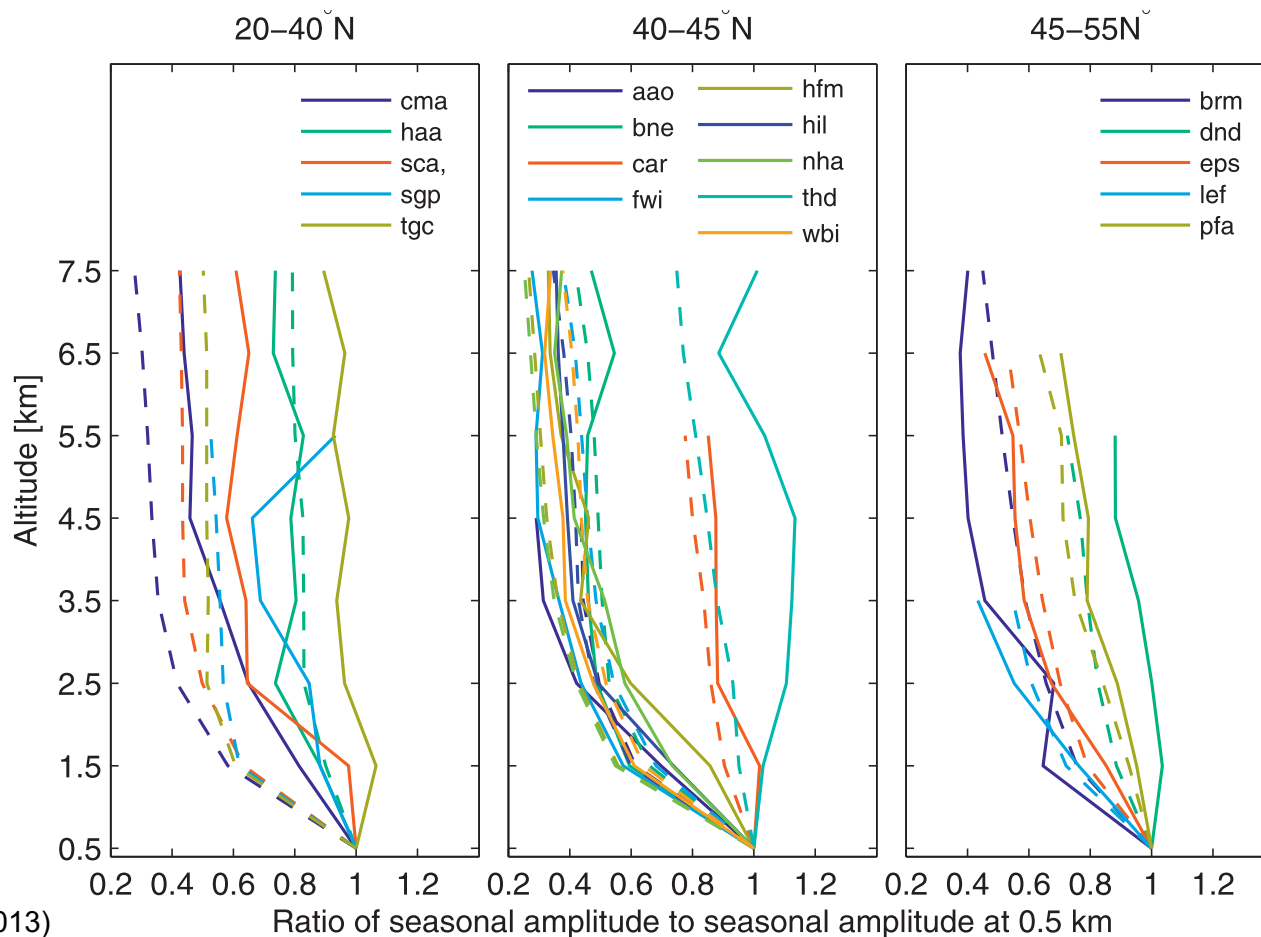 20−40°N
40−45°N
45−55N°
cma
haa
sca,
sgp
tgc
aao
bne
car
fwi
hfm
hil
nha
thd
wbi
brm
dnd
eps
lef
pfa
Altitude [km]
7.5
6.5
5.5
4.5
3.5
2.5
1.5
0.5
0.2 0.4 0.6 0.8 1 1.2
0.2 0.4 0.6 0.8 1 1.2
0.2 0.4 0.6 0.8 1 1.2
Ratio of seasonal amplitude to seasonal amplitude at 0.5 km
013)